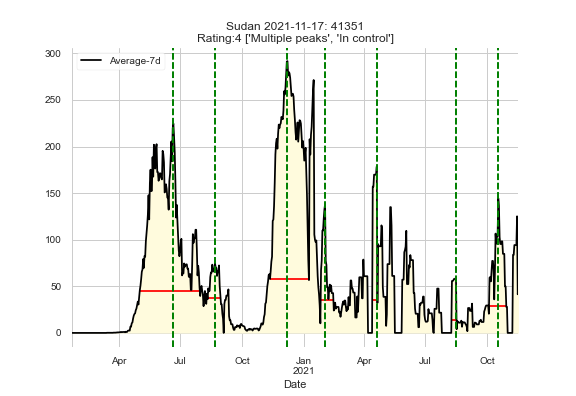 Sudan 2021-11-17: 41351
Rating:4 ['Multiple peaks', 'In control']
300
Average-7d
250
200
150
100
50
0
Apr Jul Oct Jan Apr Jul Oct
2021
Date